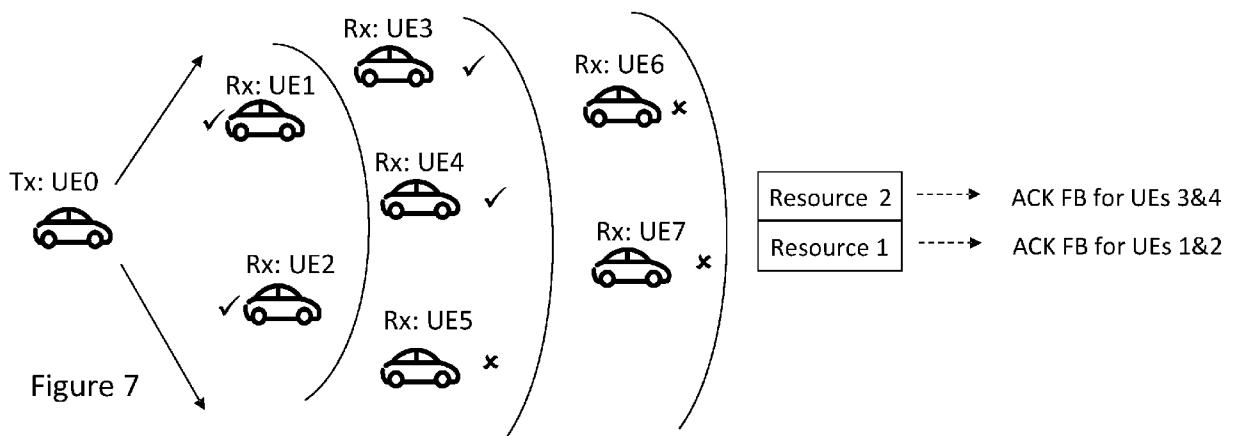 Rx: UE3
Rx: UE1
Rx: UE6
Rx: UE4
Tx: UE0
Resource 2
ACK FB for UEs 3&4
Rx: UE7
Resource 1
ACK FB for UEs 1&2
Rx: UE2
Rx: UE5
Figure 7